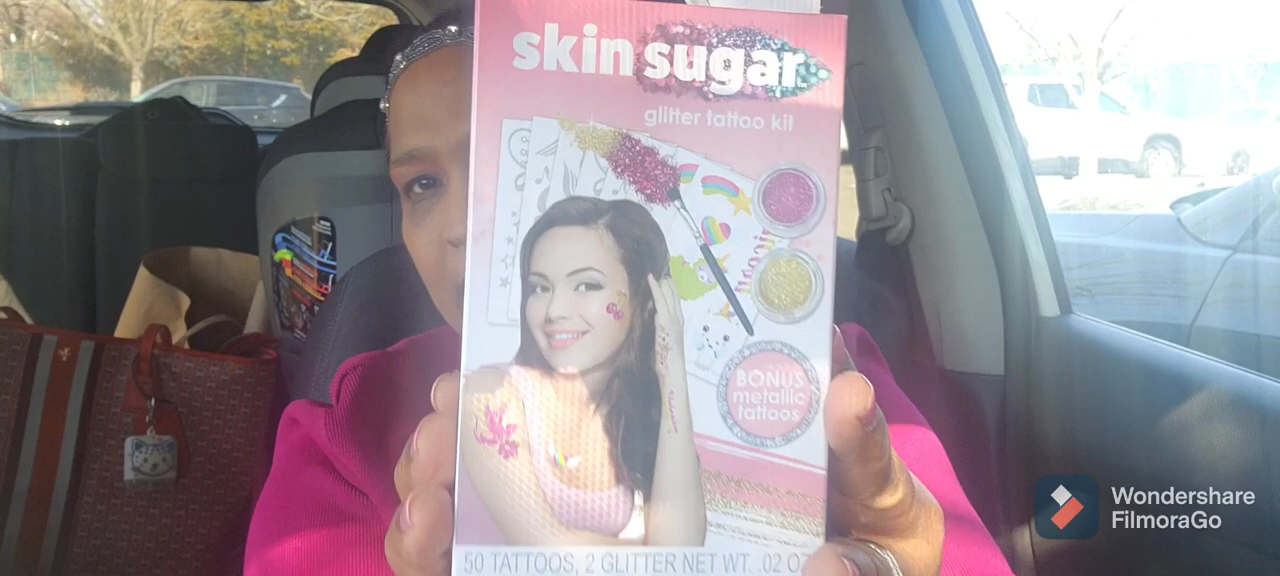 skin sugar
glitter tattoo kit
BONUS
metallic
tattoos
50 TATTOOS, 2 GLITTER NET WT. .02 OZ
Wondershare
FilmoraGo